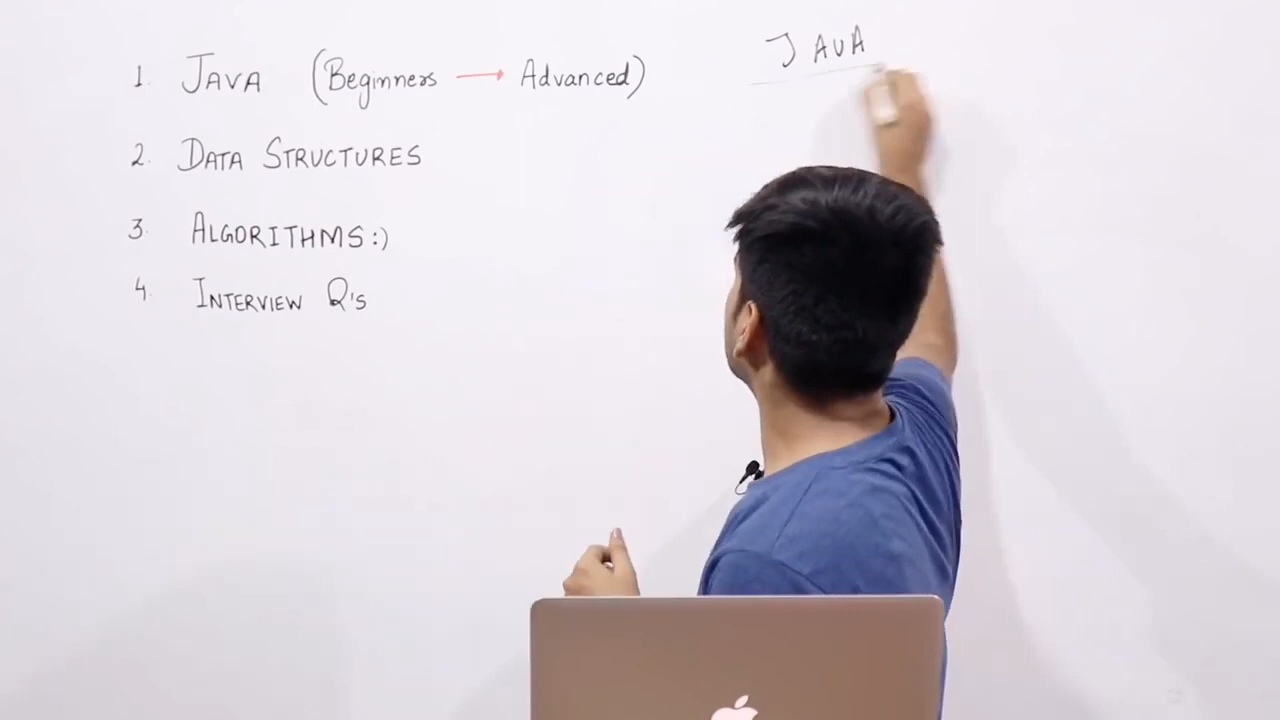 1. JAVA (Beginners → Advanced)
2. DATA STRUCTURES
3. ALGORITHMS:)
4. INTERVIEW Q's
JAVA